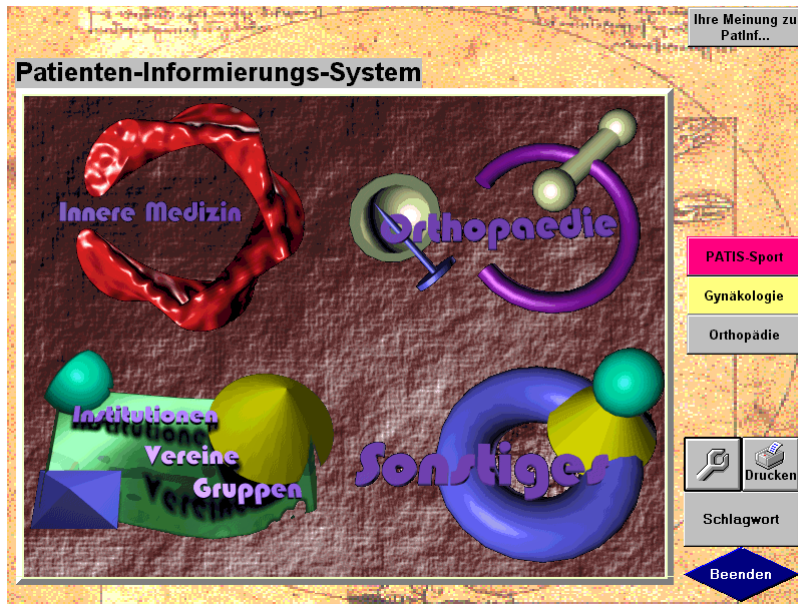 Ihre Meinung zu
PatInf...
Patienten-Informierungs-System
Innere Medizin
Orthopaedie
PATIS-Sport
Gynäkologie
Orthopädie
Institutionen
Vereine
Gruppen
Sonstiges
Drucken
Schlagwort
Beenden